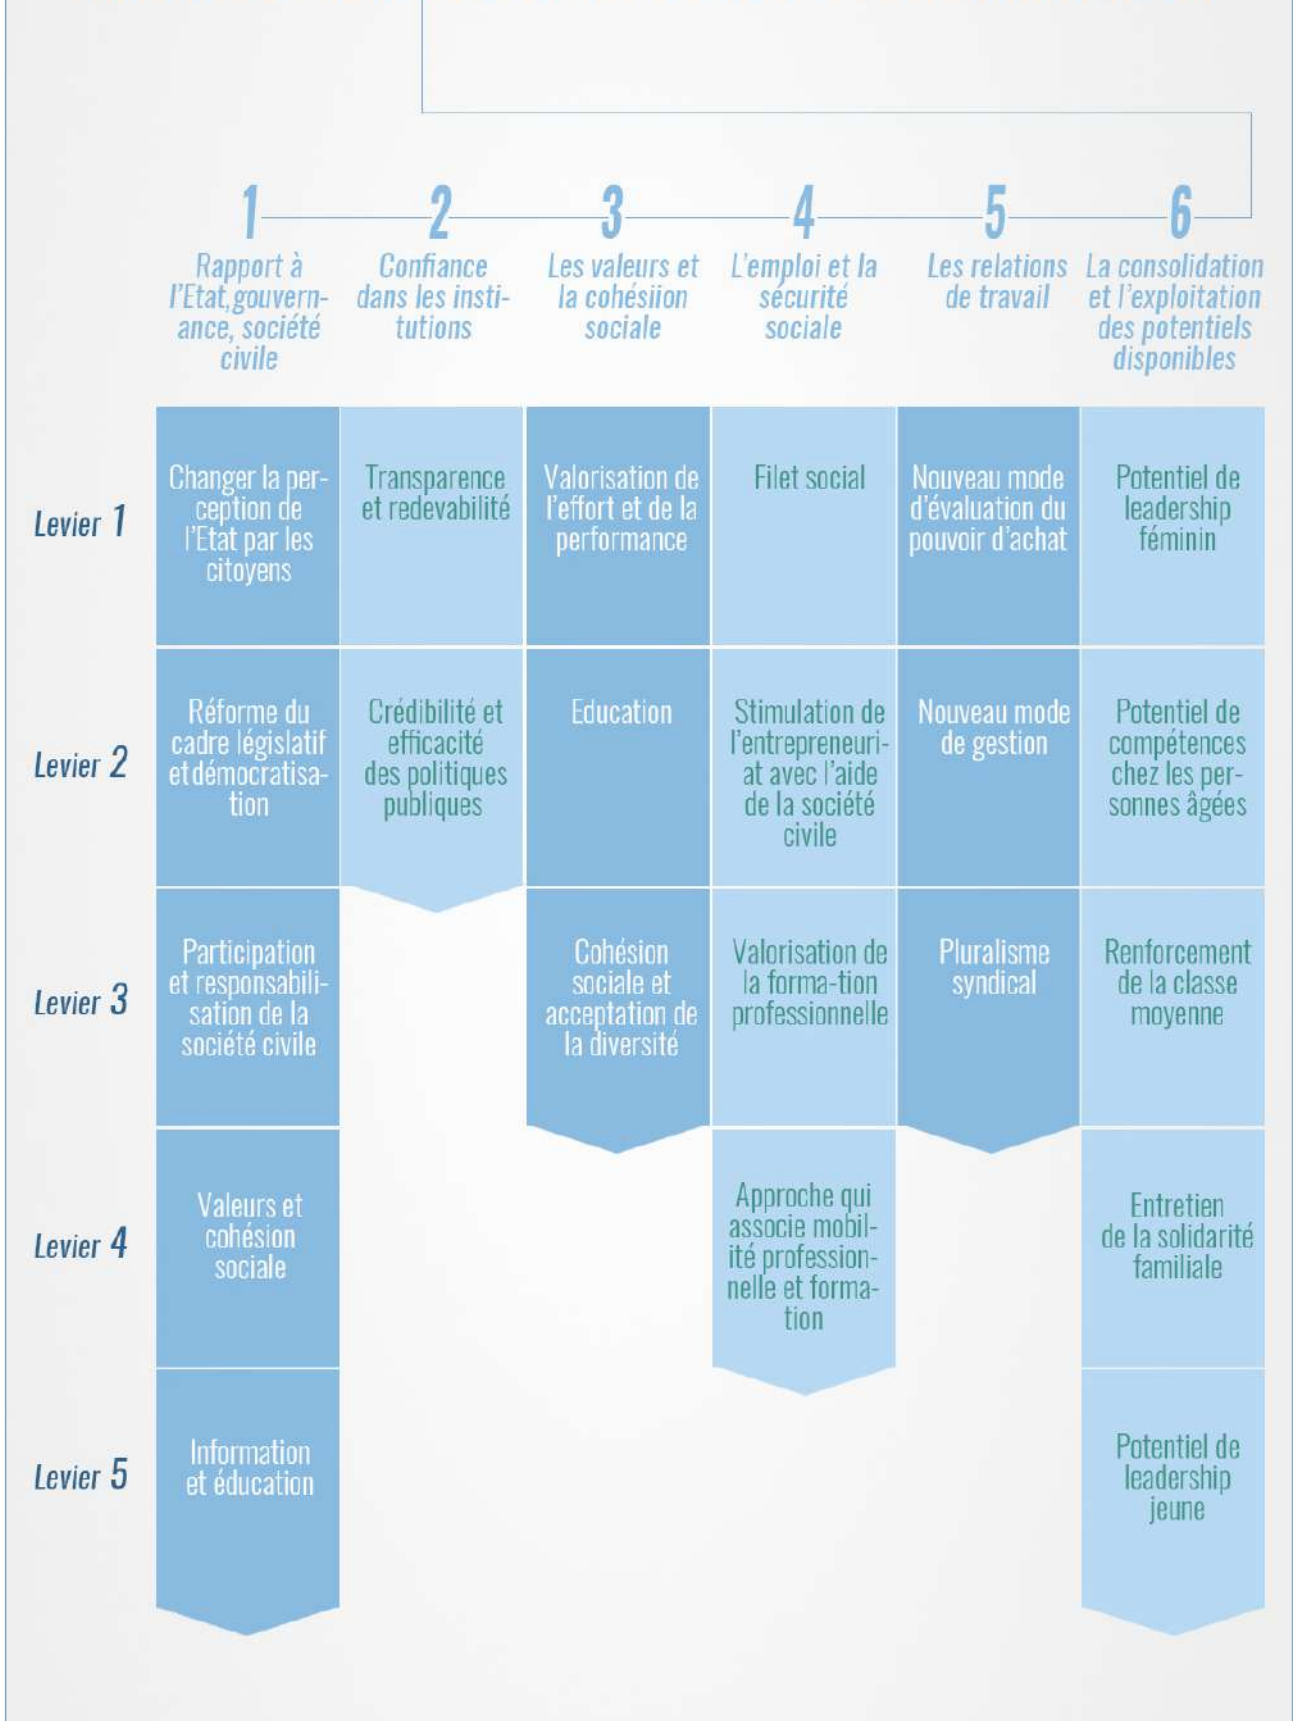 1
2
3
4
5
6
Rapport à
l'Etat,gouvern-
ance, société
civile
Confiance
dans les insti-
tutions
Les valeurs et
la cohésiion
sociale
L'emploi et la
sécurité
sociale
Les relations
de travail
La consolidation
et l'exploitation
des potentiels
disponibles
Levier 1
Changer la per-
ception de
l'Etat par les
citoyens
Transparence
et redevabilité
Valorisation de
l'effort et de la
performance
Filet social
Nouveau mode
d'évaluation du
pouvoir d'achat
Potentiel de
leadership
féminin
Levier 2
Réforme du
cadre législatif
et démocratisa-
tion
Crédibilité et
efficacité
des politiques
publiques
Education
Stimulation de
l'entrepreneuri-
at avec l'aide
de la société
civile
Nouveau mode
de gestion
Potentiel de
compétences
chez les per-
sonnes âgées
Levier 3
Participation
et responsabili-
sation de la
société civile
Cohésion
sociale et
acceptation de
la diversité
Valorisation de
la forma-tion
professionnelle
Pluralisme
syndical
Renforcement
de la classe
moyenne
Levier 4
Valeurs et
cohésion
sociale
Approche qui
associe mobil-
ité profession-
nelle et forma-
tion
Entretien
de la solidarité
familiale
Levier 5
Information
et éducation
Potentiel de
leadership
jeune